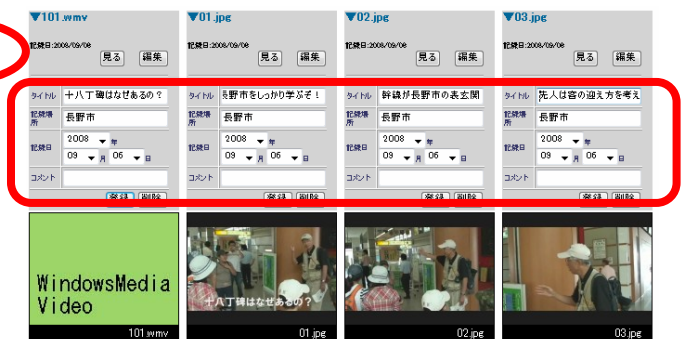 ▼101.wmv
▼01.jpg
▼02.jpg
▼03.jpg
記録日:2008/09/08
見る 編集
記録日:2008/09/08
見る 編集
記録日:2008/09/08
見る 編集
記録日:2008/09/08
見る 編集
タイトル 十八丁碑はなぜあるの?
タイトル 長野市をしっかり学ぶぞ!
タイトル 幹線が長野市の表玄関
タイトル 先人は客の迎え方を考え
記録場所 長野市
記録場所 長野市
記録場所 長野市
記録場所 長野市
記録日 2008 年
09 月 06 日
記録日 2008 年
09 月 06 日
記録日 2008 年
09 月 06 日
記録日 2008 年
09 月 06 日
コメント
コメント
コメント
コメント
登録 削除
登録 削除
登録 削除
登録 削除
WindowsMedia
Video
十八丁碑はなぜあるの?
101.wmv
01.jpg
02.jpg
03.jpg